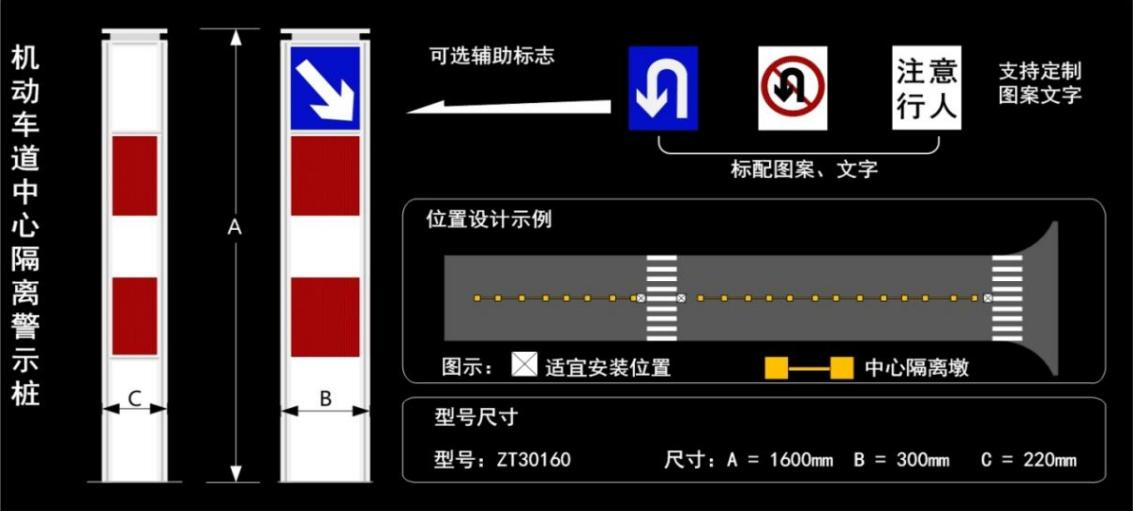 机动车道中心隔离警示桩
A
C
B
可选辅助标志
注意
行人
支持定制
图案文字
标配图案、文字
位置设计示例
图示： 适宜安装位置 中心隔离墩
型号尺寸
型号：ZT30160 尺寸：A = 1600mm B = 300mm C = 220mm